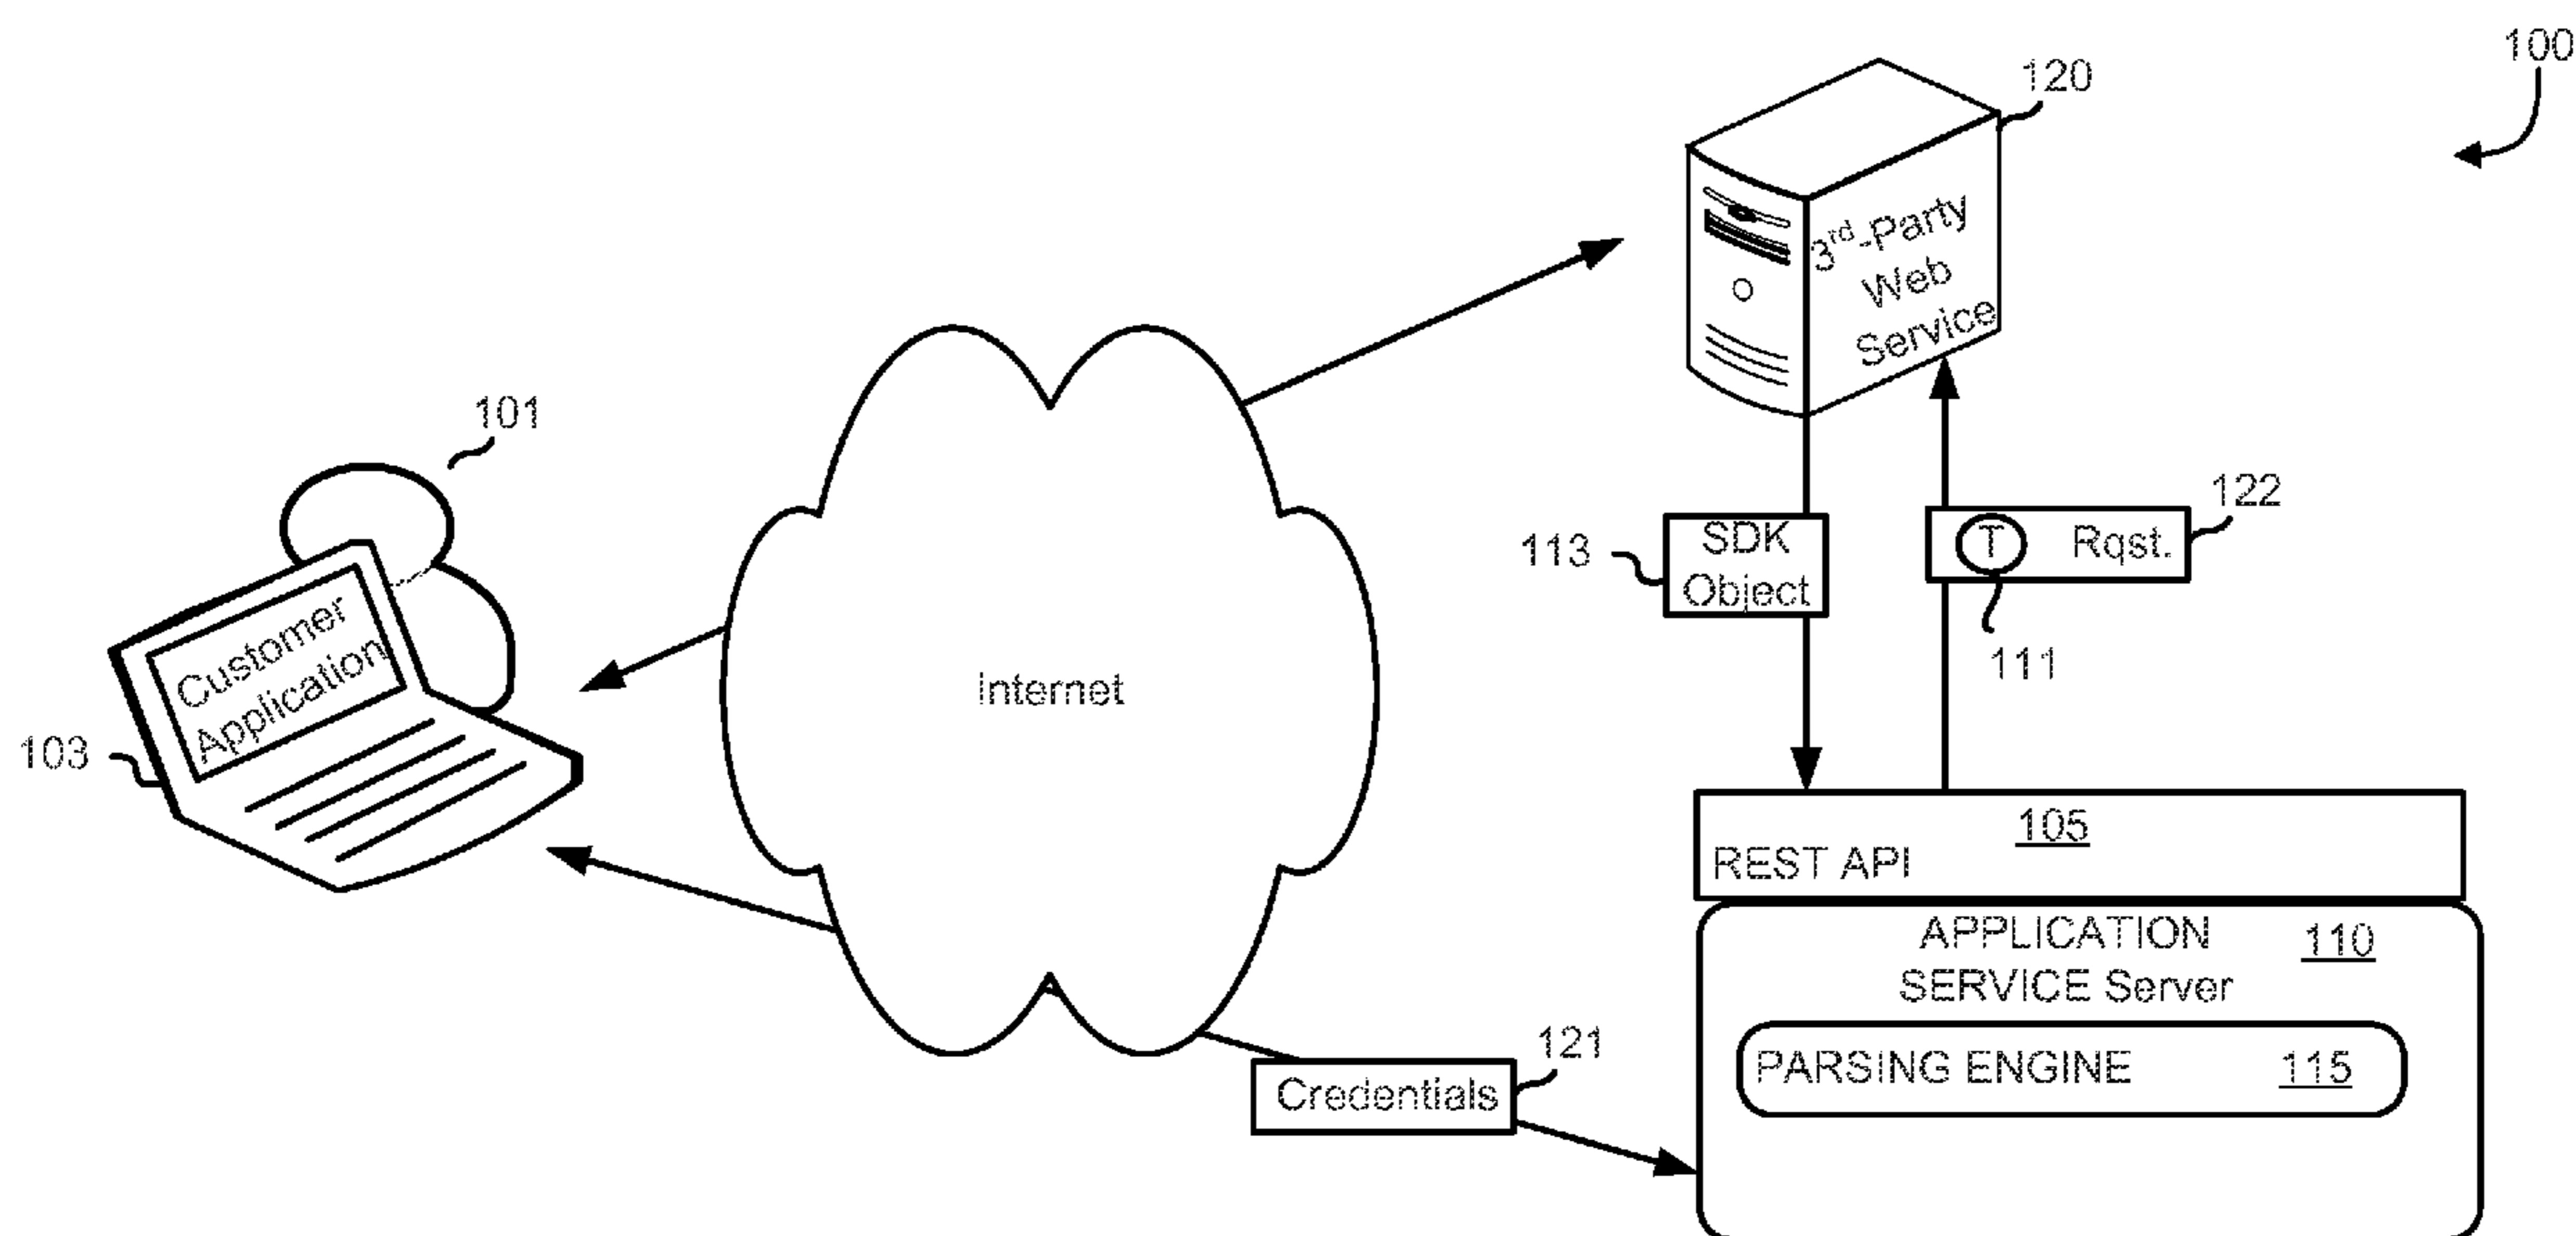 100
120
3rd-Party
Web
Service
101
122
SDK
Object
T
Rqst.
113
111
Customer
Application
Internet
103
105
REST API
APPLICATION
110
SERVICE Server
121
Credentials
PARSING ENGINE
115